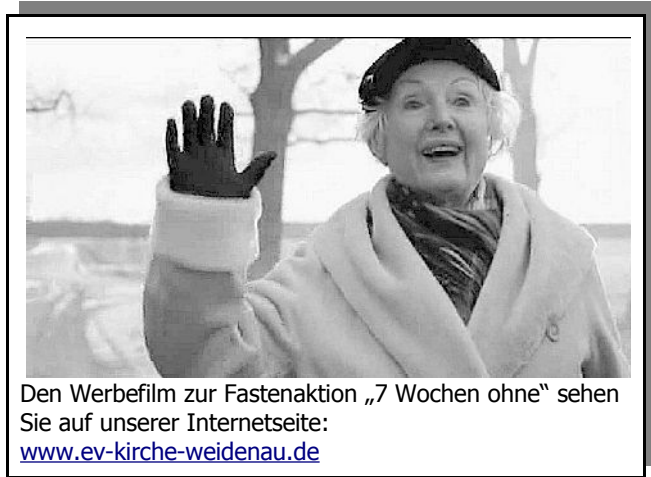 Den Werbefilm zur Fastenaktion „7 Wochen ohne“ sehen
Sie auf unserer Internetseite:
www.ev-kirche-weidenau.de